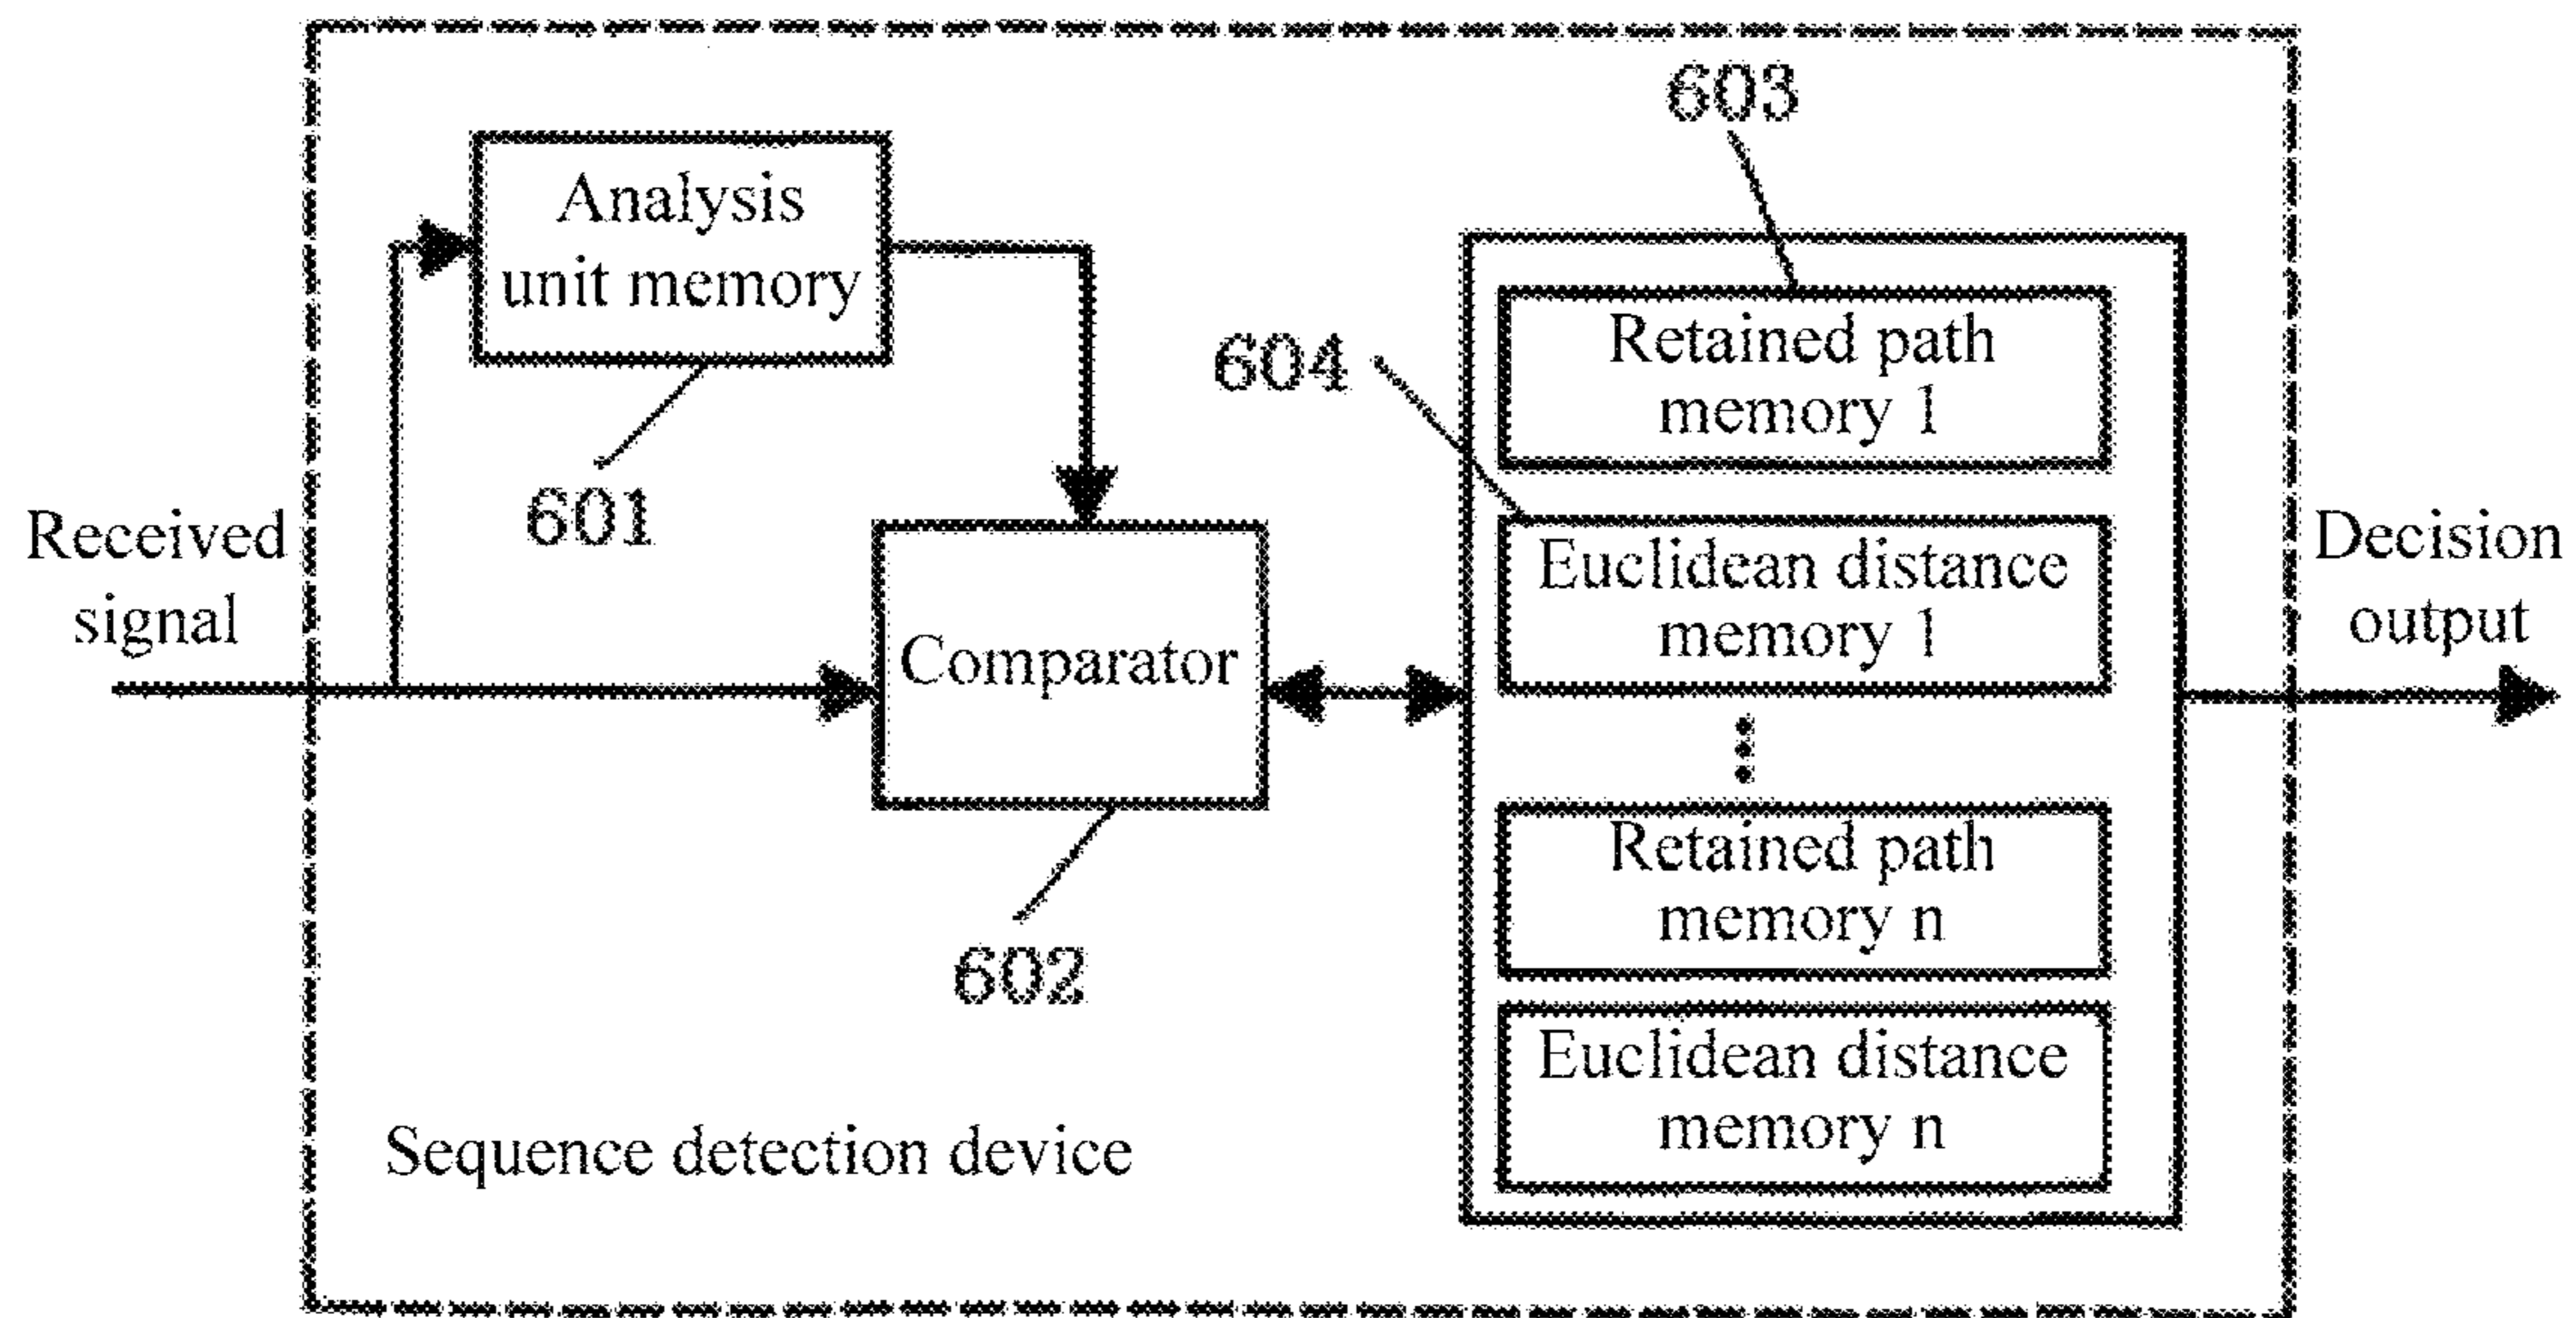 603
Analysis
unit memory
Retained path
memory 1
604
601
Received
signal
Euclidean distance
memory 1
Decision
output
Comparator
Retained path
memory n
602
Euclidean distance
memory n
Sequence detection device